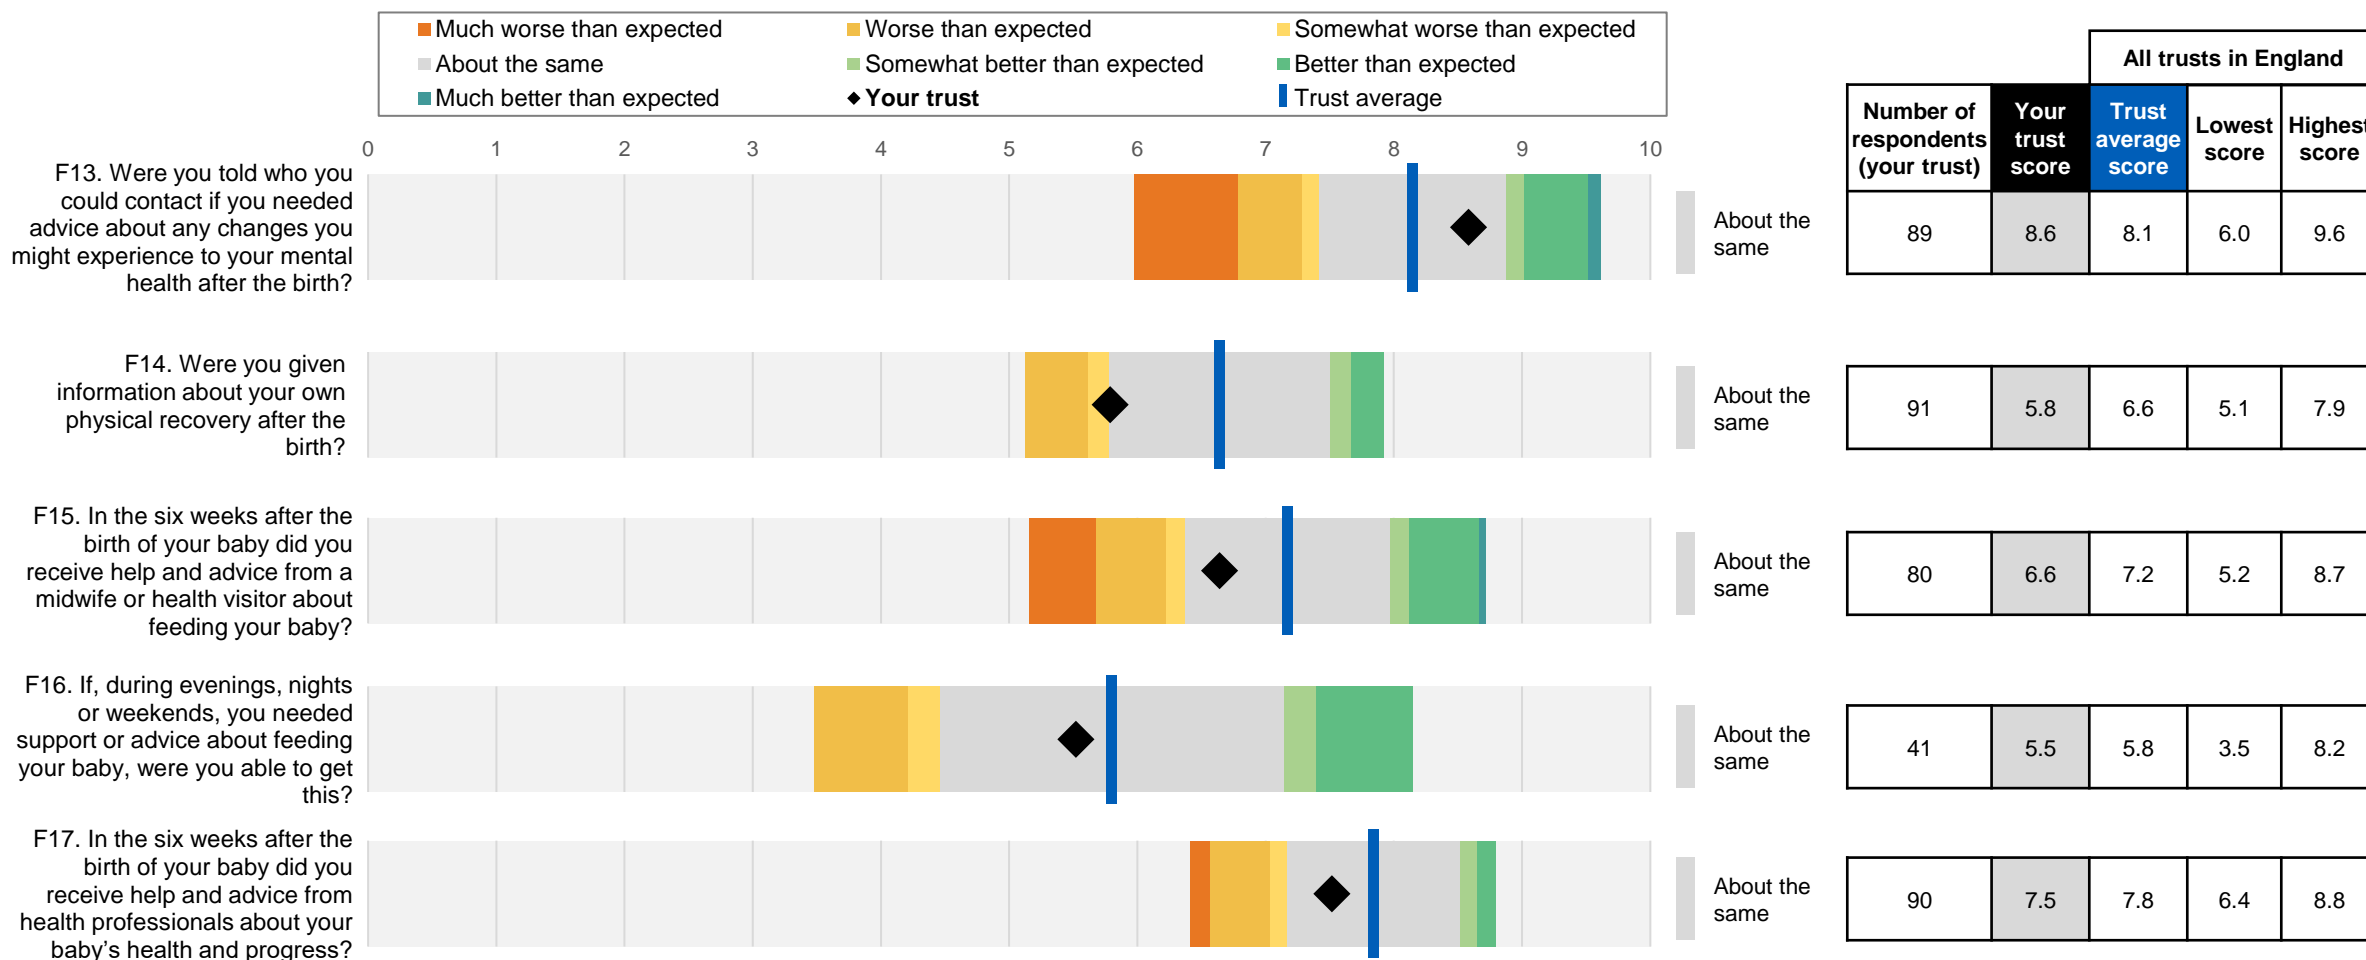 Much worse than expected
Worse than expected
Somewhat worse than expected
About the same
Somewhat better than expected
Better than expected
Much better than expected
Your trust
Trust average
All trusts in England
Number of
respondents
(your trust)
Your
trust
score
Trust
average
score
Lowest
score
Highest
score
0 1 2 3 4 5 6 7 8 9 10
F13. Were you told who you
could contact if you needed
advice about any changes you
might experience to your mental
health after the birth?
About the
same
89 8.6 8.1 6.0 9.6
F14. Were you given
information about your own
physical recovery after the
birth?
About the
same
91 5.8 6.6 5.1 7.9
F15. In the six weeks after the
birth of your baby did you
receive help and advice from a
midwife or health visitor about
feeding your baby?
About the
same
80 6.6 7.2 5.2 8.7
F16. If, during evenings, nights
or weekends, you needed
support or advice about feeding
your baby, were you able to get
this?
About the
same
41 5.5 5.8 3.5 8.2
F17. In the six weeks after the
birth of your baby did you
receive help and advice from
health professionals about your
baby’s health and progress?
About the
same
90 7.5 7.8 6.4 8.8